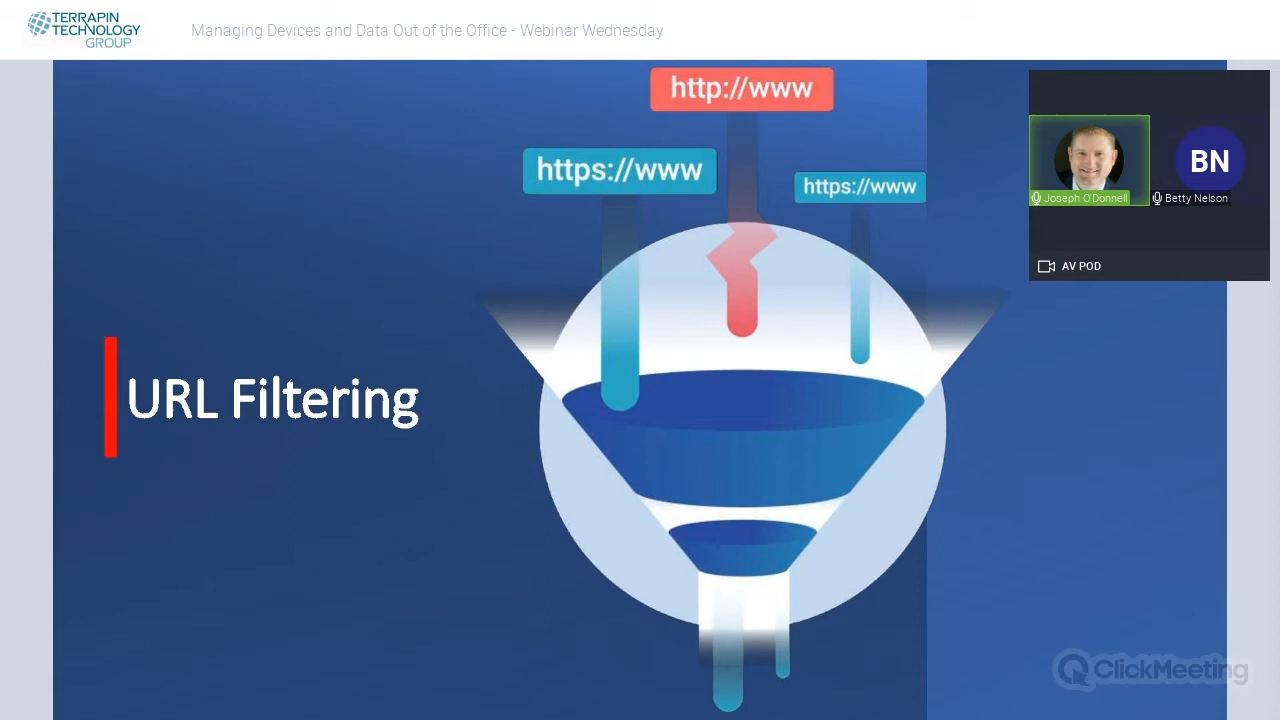 TERRAPIN
TECHNOLOGY
GROUP
Managing Devices and Data Out of the Office - Webinar Wednesday
http://www
https://www
https://www
BN
Joseph O'Donnell
Betty Nelson
AV POD
URL Filtering
ClickMeeting